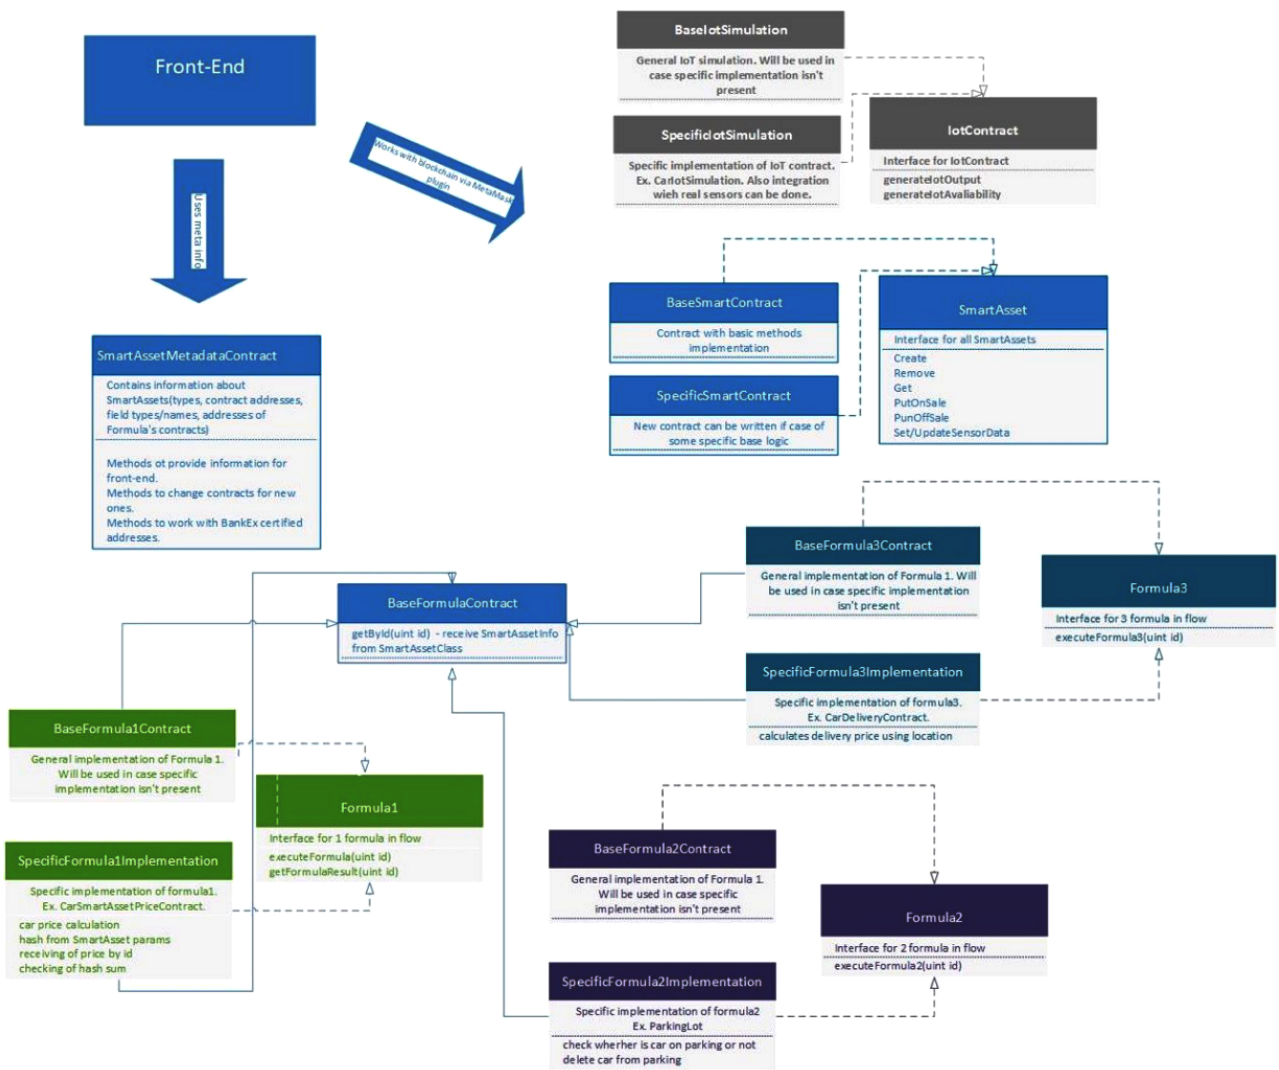 Front-End
Works with blockchain via MetaMask
plugin
Uses meta info
BaseIotSimulation
General IoT simulation. Will be used in
case specific implementation isn't
present
SpecificIotSimulation
Specific implementation of IoT contract.
Ex. CarIotSimulation. Also integration
wieh real sensors can be done.
IotContract
Interface for IotContract
generateIotOutput
generateIotAvaliability
BaseSmartContract
Contract with basic methods
implementation
SpecificSmartContract
New contract can be written if case of
some specific base logic
SmartAsset
Interface for all SmartAssets
Create
Remove
Get
PutOnSale
PunOffSale
Set/UpdateSensorData
SmartAssetMetadataContract
Contains information about
SmartAssets(types, contract addresses,
field types/names, addresses of
Formula's contracts)
Methods ot provide information for
front-end.
Methods to change contracts for new
ones.
Methods to work with BankEx certified
addresses.
BaseFormulaContract
getById(uint id) - receive SmartAssetInfo
from SmartAssetClass
BaseFormula3Contract
General implementation of Formula 1. Will
be used in case specific implementation
isn't present
Formula3
Interface for 3 formula in flow
executeFormula3(uint id)
SpecificFormula3Implementation
Specific implementation of formula3.
Ex. CarDeliveryContract.
calculates delivery price using location
BaseFormula1Contract
General implementation of Formula 1.
Will be used in case specific
implementation isn't present
Formula1
Interface for 1 formula in flow
executeFormula(uint id)
getFormulaResult(uint id)
SpecificFormula1Implementation
Specific implementation of formula1.
Ex. CarSmartAssetPriceContract.
car price calculation
hash from SmartAsset params
receiving of price by id
checking of hash sum
BaseFormula2Contract
General implementation of Formula 1.
Will be used in case specific
implementation isn't present
Formula2
Interface for 2 formula in flow
executeFormula2(uint id)
SpecificFormula2Implementation
Specific implementation of formula2
Ex. ParkingLot
check wherher is car on parking or not
delete car from parking